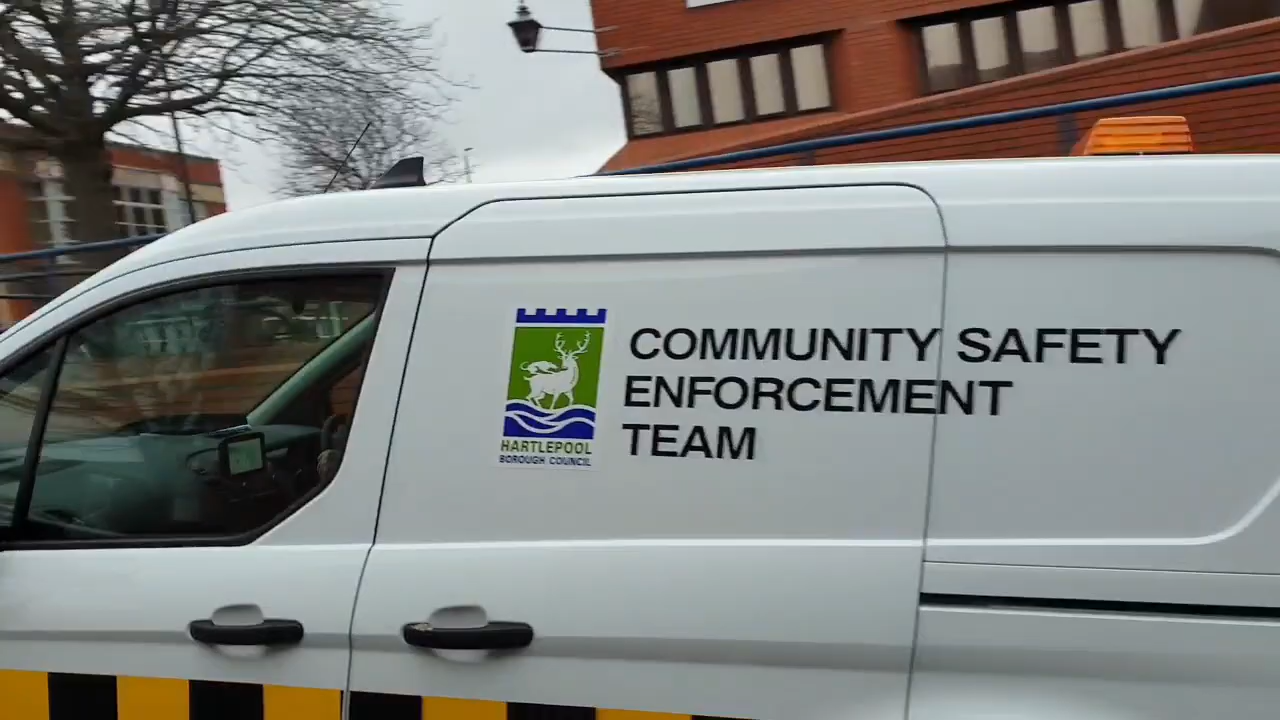 HARTLEPOOL
BOROUGH COUNCIL
COMMUNITY SAFETY
ENFORCEMENT
TEAM